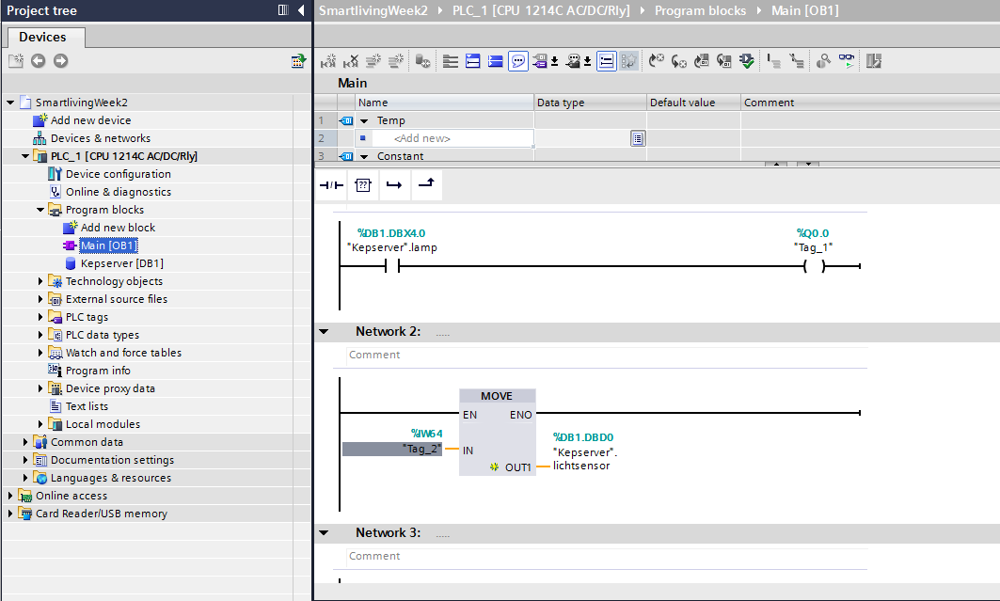 Project tree
SmartlivingWeek2 PLC_1 [CPU 1214C AC/DC/Rly] Program blocks Main [OB1]
Devices
SmartlivingWeek2
Add new device
Devices & networks
PLC_1 [CPU 1214C AC/DC/Rly]
Device configuration
Online & diagnostics
Program blocks
Add new block
Main [OB1]
Kepserver [DB1]
Technology objects
External source files
PLC tags
PLC data types
Watch and force tables
Program info
Device proxy data
Text lists
Local modules
Common data
Documentation settings
Languages & resources
Online access
Card Reader/USB memory
Main
Name Data type Default value Comment
1 Temp
2 <Add new>
3 Constant
??
%DB1.DBX4.0
"Kepserver".lamp
%Q0.0
"Tag_1"
Network 2: .....
Comment
MOVE
EN ENO
%IW64
"Tag_2" IN
OUT1
%DB1.DBD0
"Kepserver".
lichtsensor
Network 3: .....
Comment